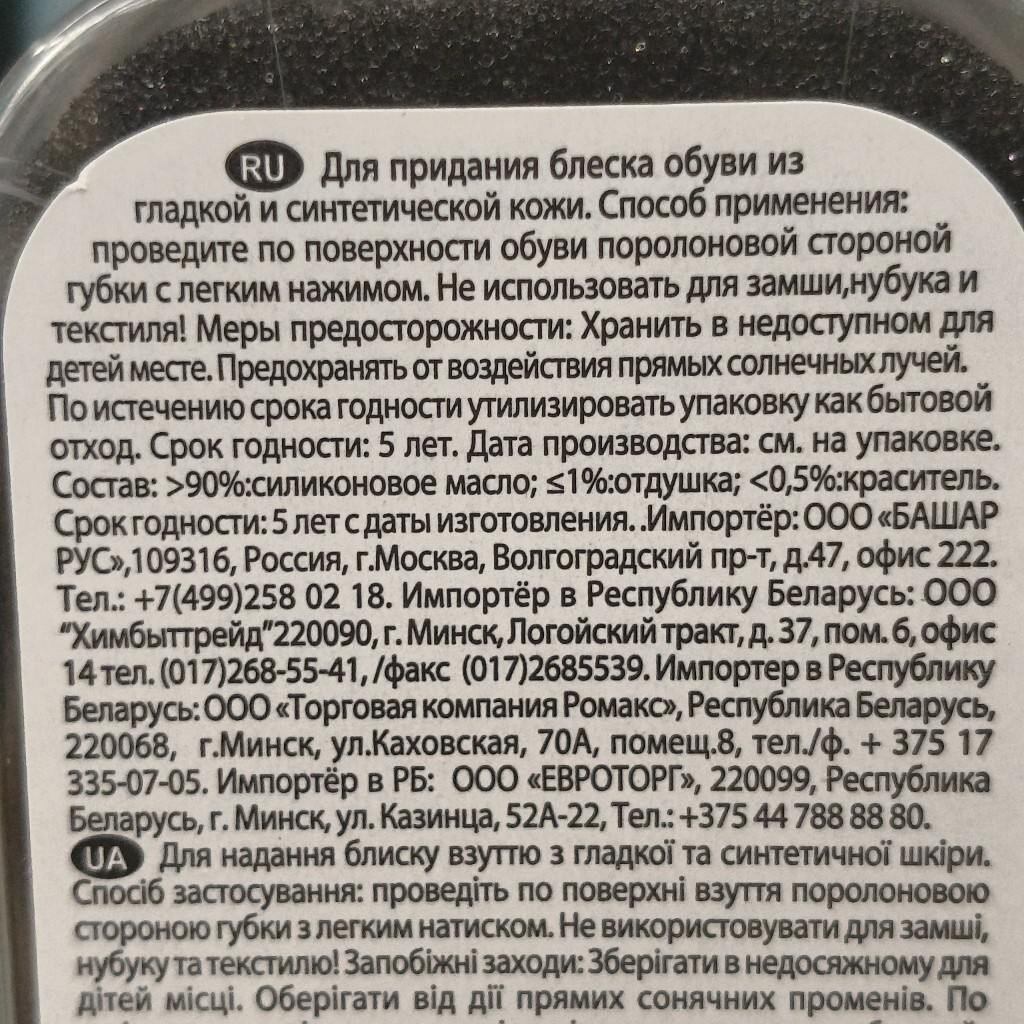 RU Для придания блеска обуви из
гладкой и синтетической кожи. Способ применения:
проведите по поверхности обуви поролоновой стороной
губки с легким нажимом. Не использовать для замши,нубука и
текстиля! Меры предосторожности: Хранить в недоступном для
детей месте. Предохранять от воздействия прямых солнечных лучей.
По истечению срока годности утилизировать упаковку как бытовой
отход. Срок годности: 5 лет. Дата производства: см. на упаковке.
Состав: >90%:силиконовое масло; ≤1%:отдушка; <0,5%:краситель.
Срок годности: 5 лет с даты изготовления. .Импортёр: ООО «БАШАР
РУС»,109316, Россия, г.Москва, Волгоградский пр-т, д.47, офис 222.
Тел.: +7(499)258 02 18. Импортёр в Республику Беларусь: ООО
"Химбыттрейд"220090, г. Минск, Логойский тракт, д. 37, пом. 6, офис
14 тел. (017)268-55-41, /факс (017)2685539. Импортер в Республику
Беларусь: ООО «Торговая компания Ромакс», Республика Беларусь,
220068, г.Минск, ул.Каховская, 70А, помещ.8, тел./ф. + 375 17
335-07-05. Импортёр в РБ: ООО «ЕВРОТОРГ», 220099, Республика
Беларусь, г. Минск, ул. Казинца, 52А-22, Тел.: +375 44 788 88 80.
UA Для надання блиску взуттю з гладкої та синтетичної шкіри.
Спосіб застосування: проведіть по поверхні взуття поролоновою
стороною губки з легким натиском. Не використовувати для замші,
нубуку та текстилю! Запобіжні заходи: Зберігати в недосяжному для
дітей місці. Оберігати від дії прямих сонячних променів. По